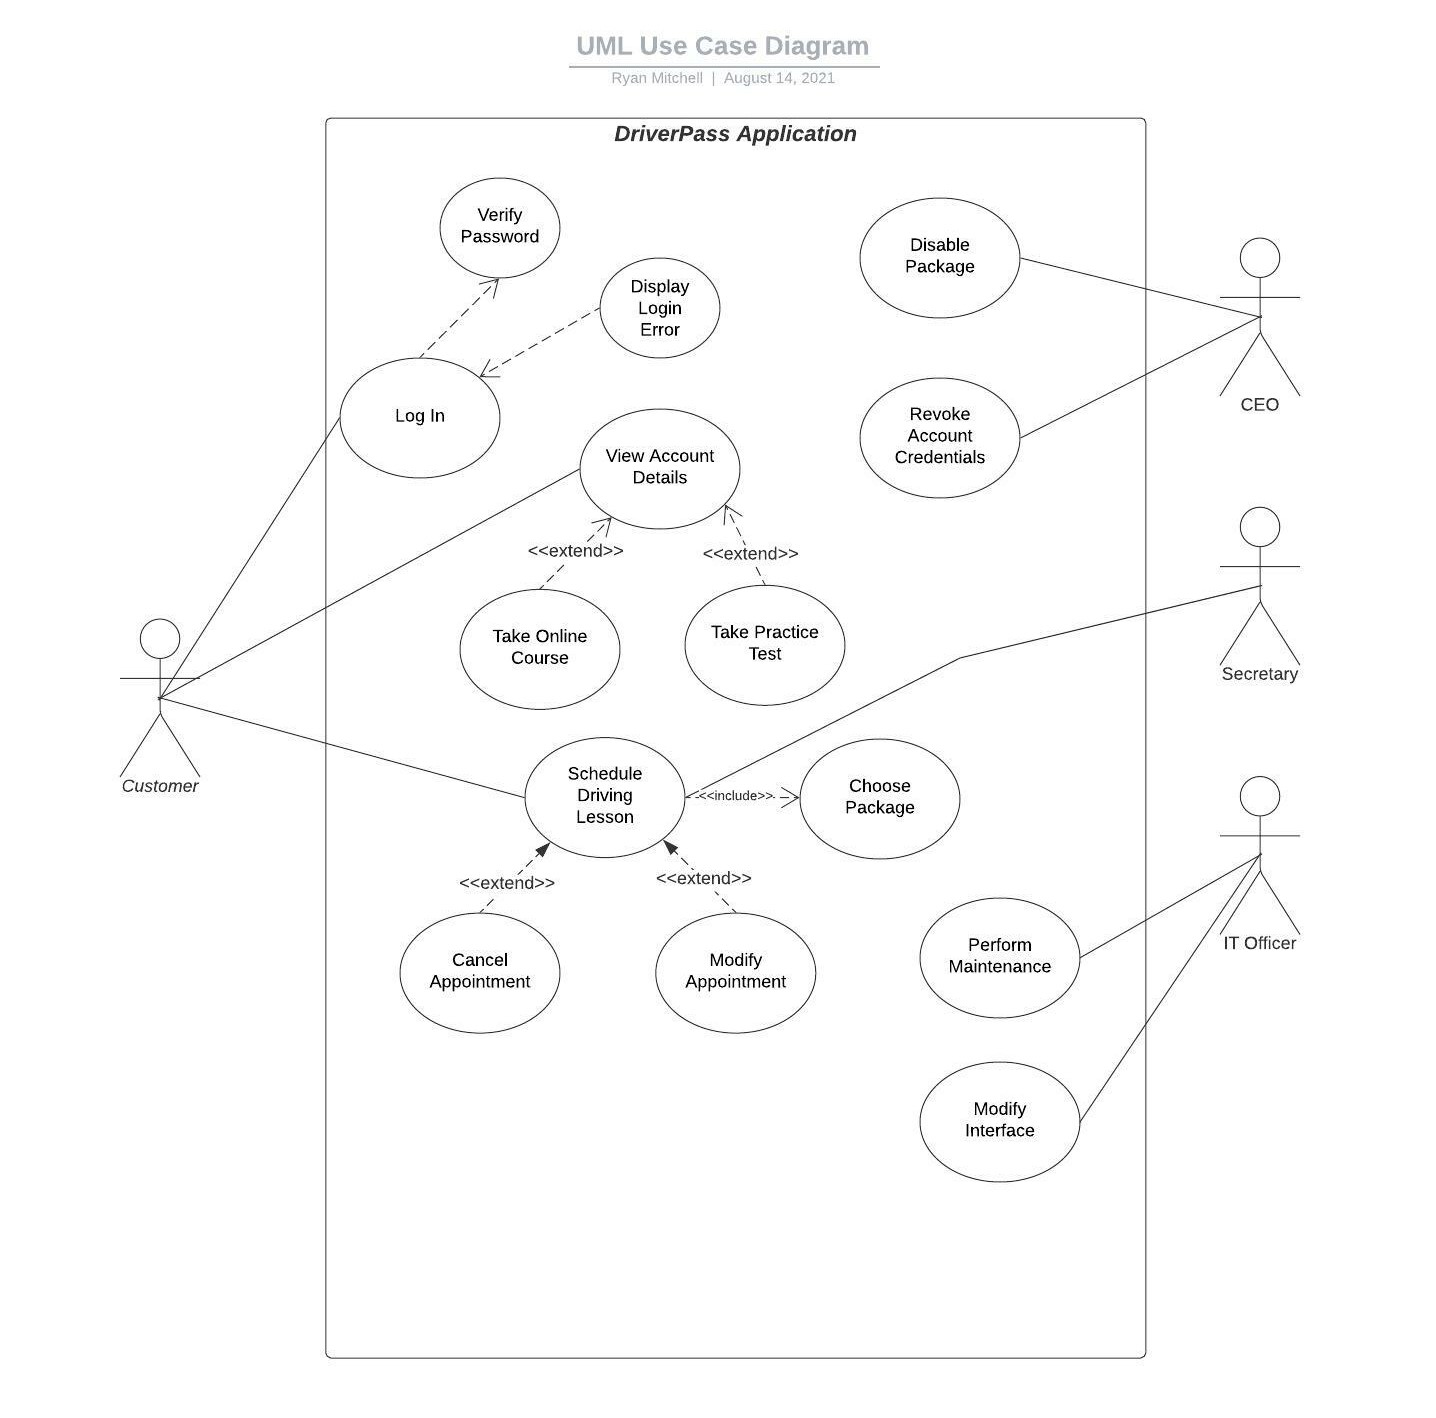 UML Use Case Diagram
Ryan Mitchell | August 14, 2021
DriverPass Application
Verify
Password
Display
Login
Error
Log In
Disable
Package
CEO
Revoke
Account
Credentials
View Account
Details
<<extend>>
<<extend>>
Take Online
Course
Take Practice
Test
Secretary
Customer
Schedule
Driving
Lesson
<<include>>
Choose
Package
<<extend>>
<<extend>>
Cancel
Appointment
Modify
Appointment
IT Officer
Perform
Maintenance
Modify
Interface